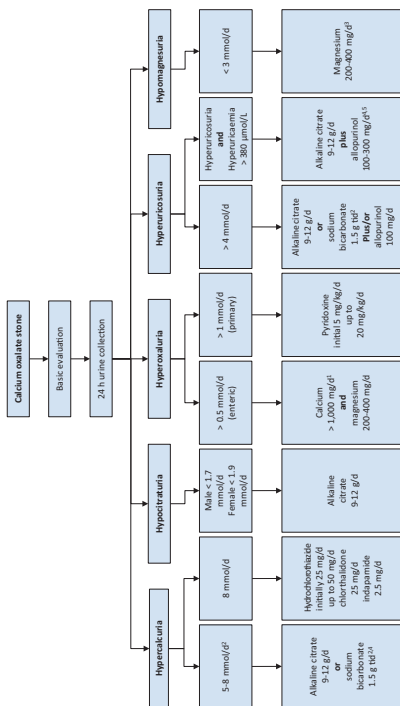 Calcium oxalate stone
Basic evaluation
24 h urine collection
Hypercalcuria
Hypocitraturia
Hyperoxaluria
Hyperuricosuria
Hypomagnesuria
5-8 mmol/d²
8 mmol/d
Male < 1.7
mmol/d
Female < 1.9
mmol/d
> 0.5 mmol/d
(enteric)
> 1 mmol/d
(primary)
> 4 mmol/d
Hyperuricosuria
and
Hyperuricaemia
> 380 µmol/L
< 3 mmol/d
Alkaline citrate
9-12 g/d
or
sodium
bicarbonate
1.5 g tid²,⁴
Hydrochlorothiazide
initially 25 mg/d
up to 50 mg/d
chlorthalidone
25 mg/d
indapamide
2.5 mg/d
Alkaline
citrate
9-12 g/d
Calcium
> 1,000 mg/d¹
and
magnesium
200-400 mg/d
Pyridoxine
initial 5 mg/kg/d
up to
20 mg/kg/d
Alkaline citrate
9-12 g/d
or
sodium
bicarbonate
1.5 g tid²
Plus/or
allopurinol
100 mg/d
Alkaline citrate
9-12 g/d
plus
allopurinol
100-300 mg/d⁴,⁵
Magnesium
200-400 mg/d³